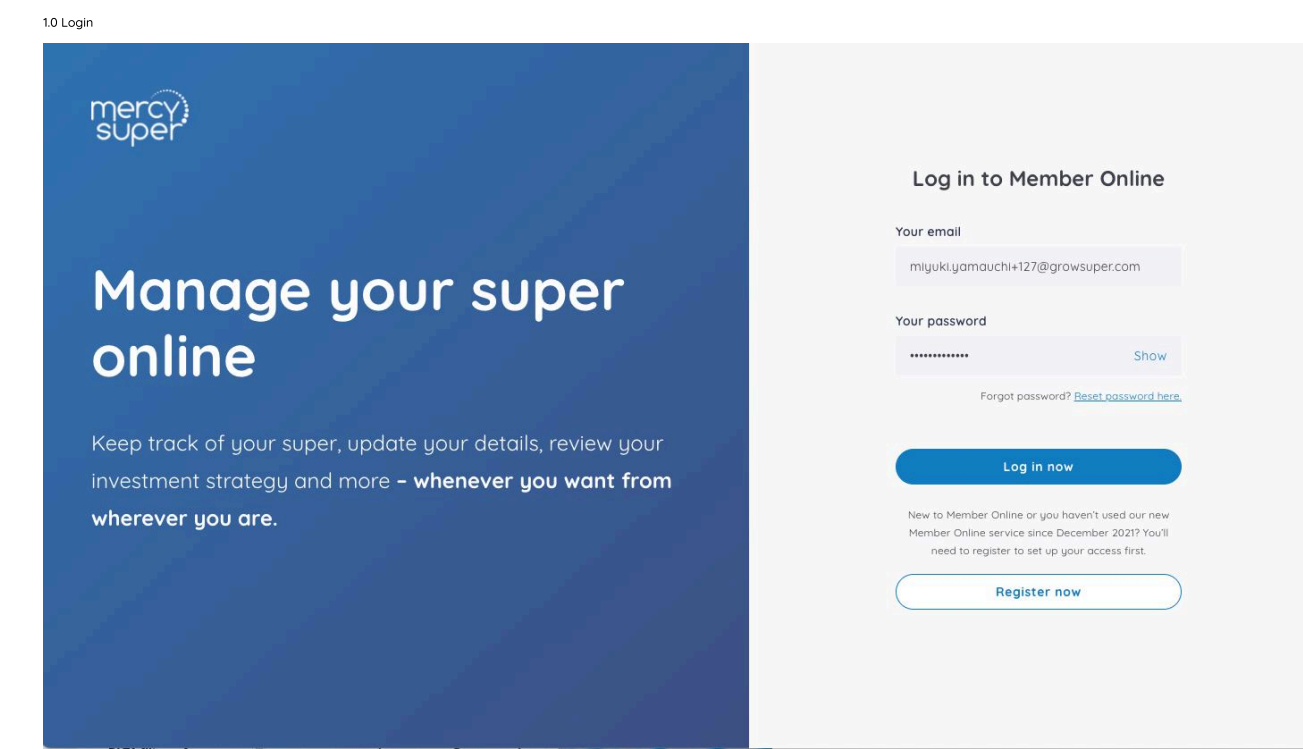 1.0 Login
mercy
super
Manage your super
online
Keep track of your super, update your details, review your
investment strategy and more – whenever you want from
wherever you are.
Log in to Member Online
Your email
miyuki.yamauchi+127@growsuper.com
Your password
•••••••••••••
Show
Forgot password? Reset password here.
Log in now
New to Member Online or you haven't used our new
Member Online service since December 2021? You'll
need to register to set up your access first.
Register now